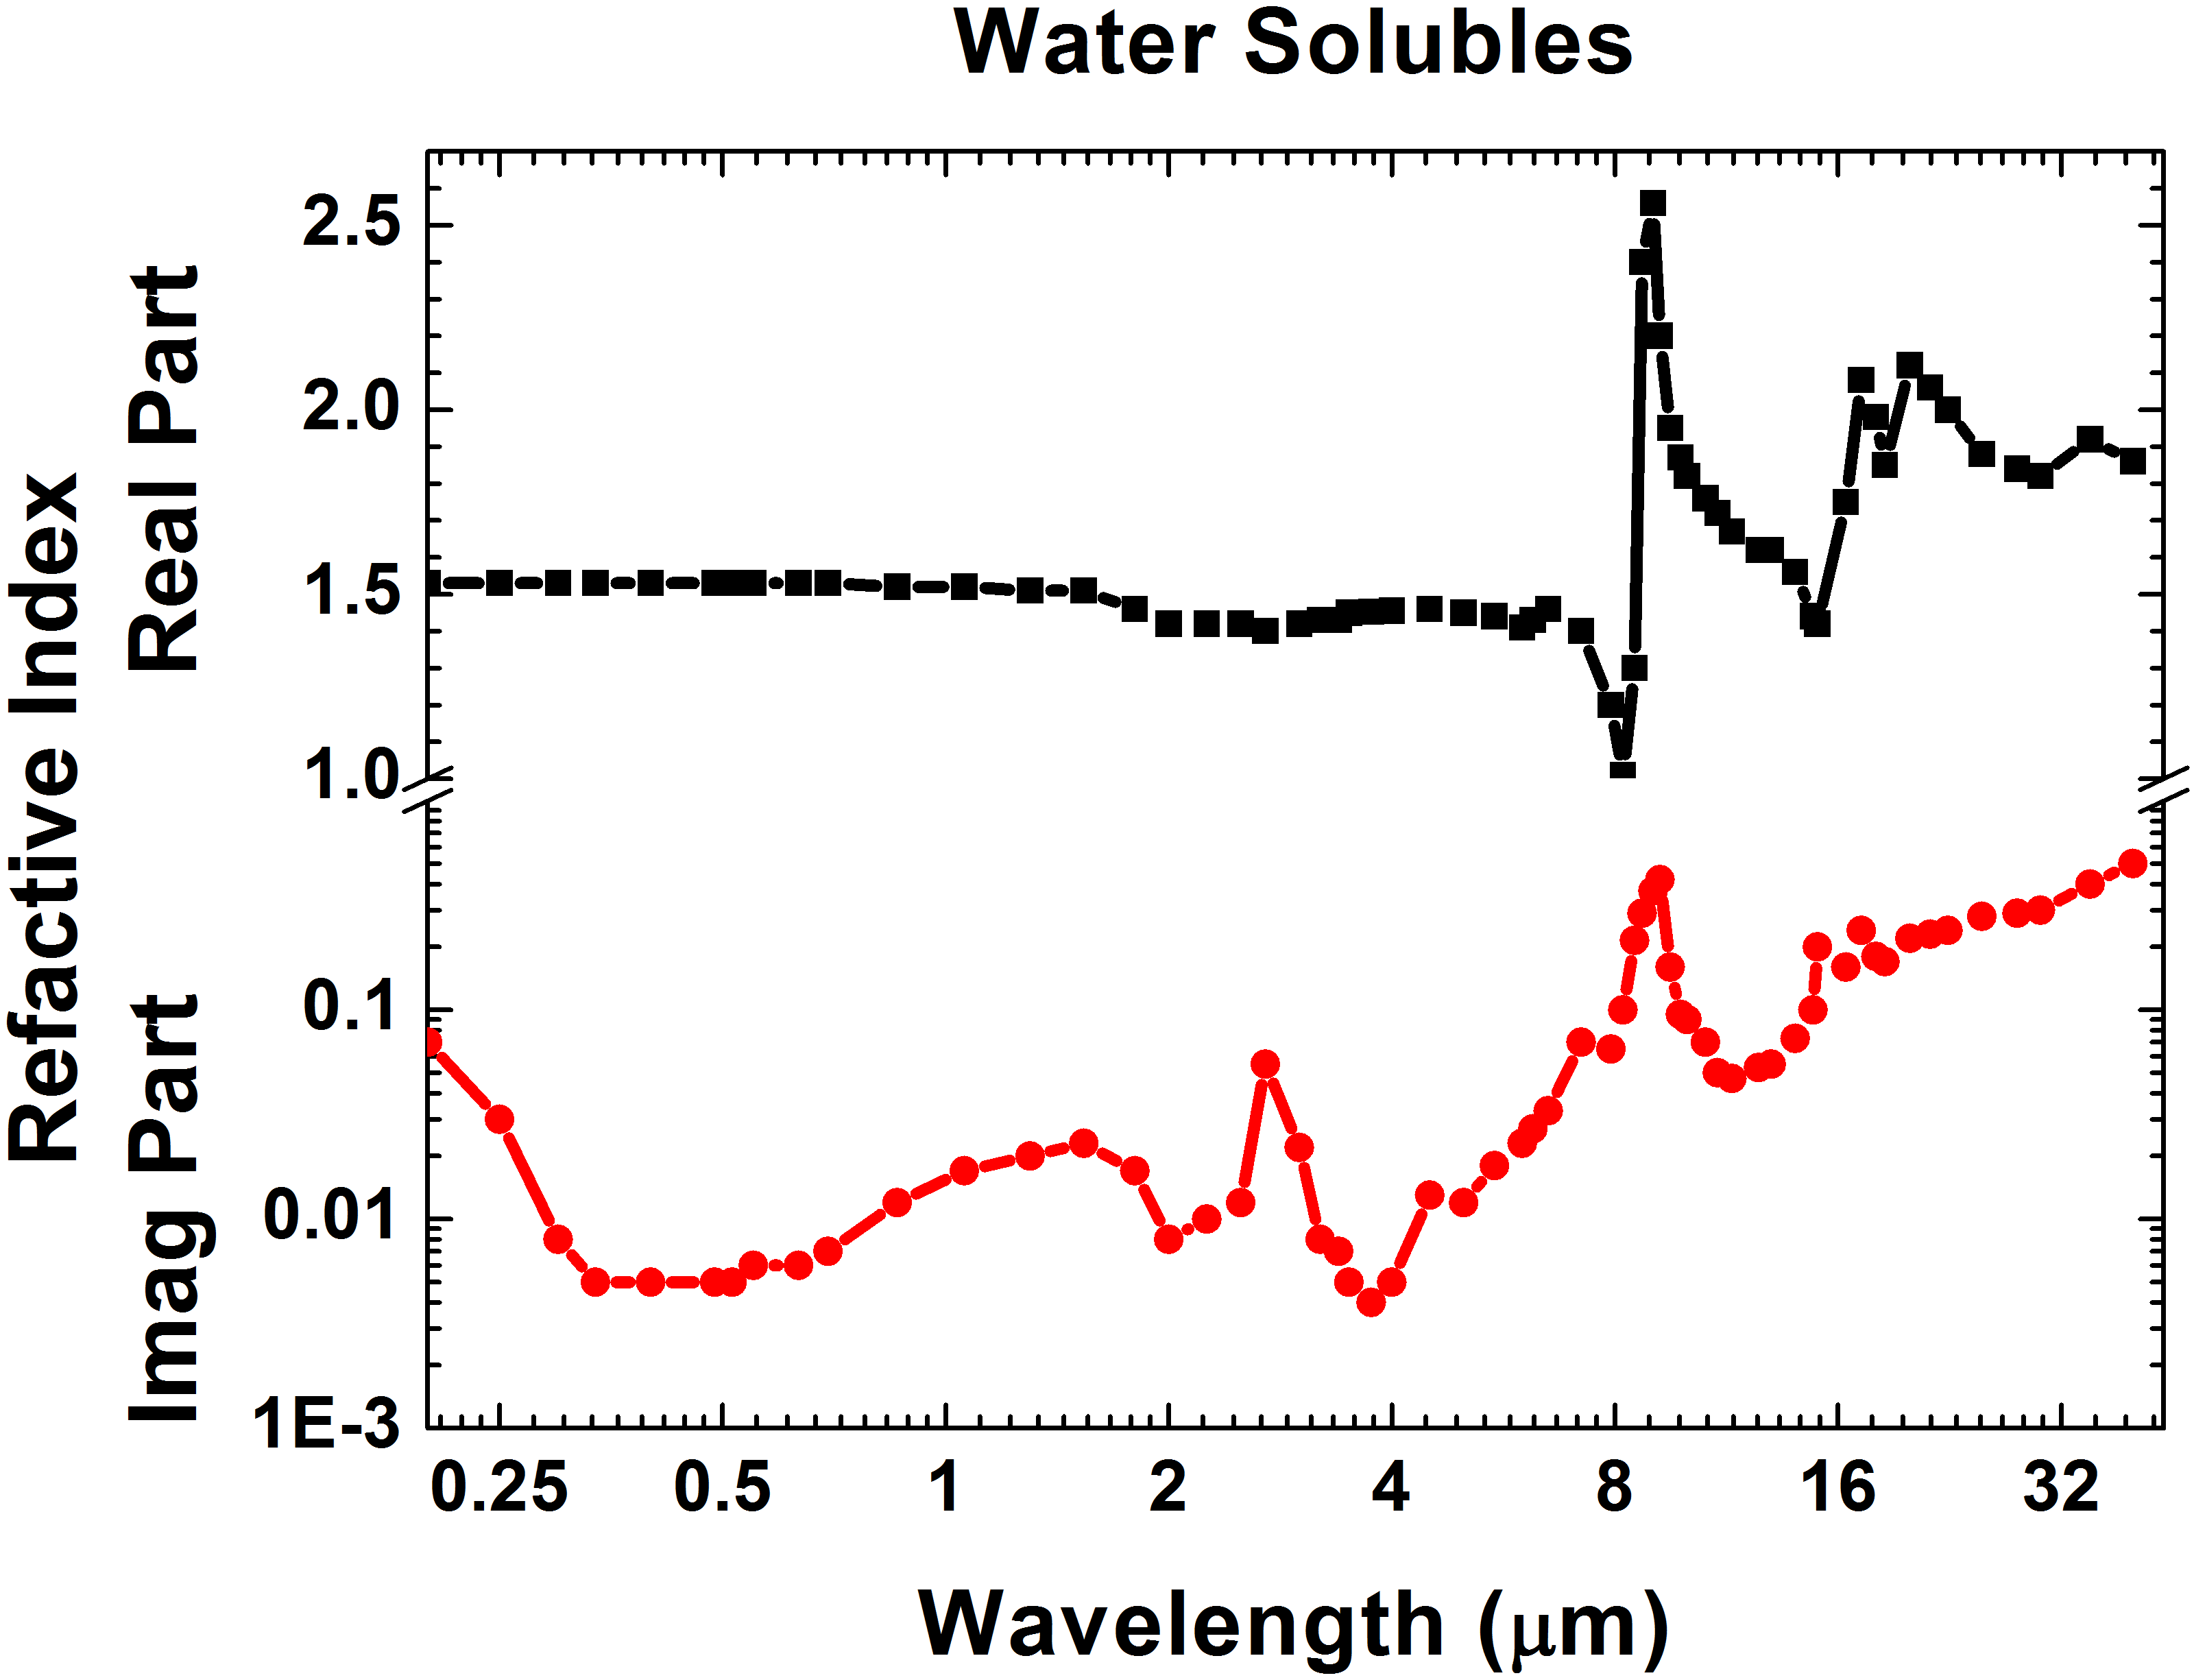 Water Solubles
Refactive Index
Real Part
Imag Part
2.5
2.0
1.5
1.0
0.1
0.01
1E-3
0.25 0.5 1 2 4 8 16 32
Wavelength (μm)